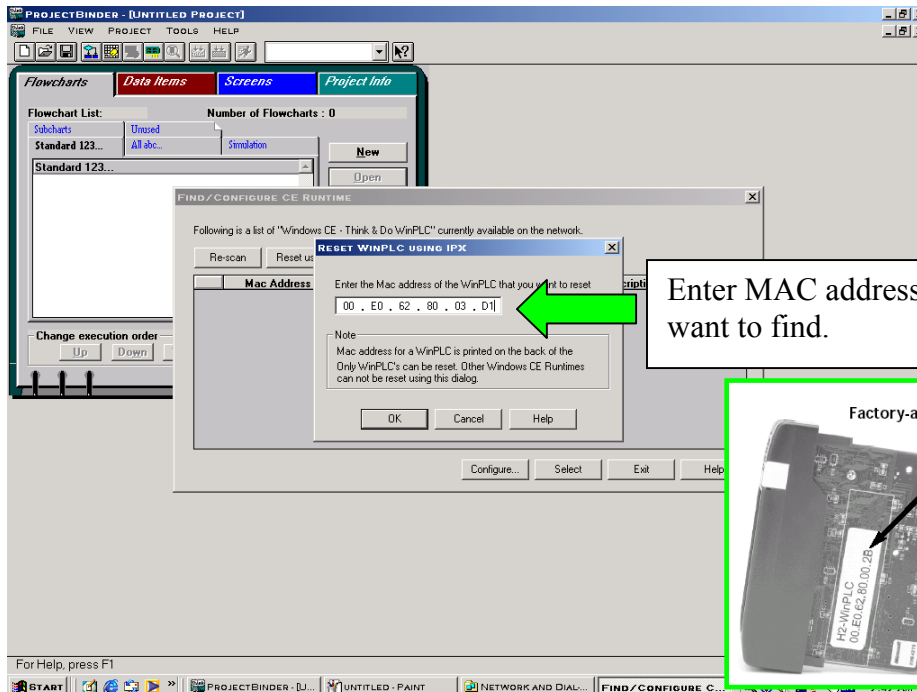 PROJECTBINDER - [UNTITLED PROJECT]
FILE VIEW PROJECT TOOLS HELP
Flowcharts Data Items Screens Project Info
Flowchart List: Number of Flowcharts : 0
Subcharts Unused
Standard 123... All abc... Simulation
New
Standard 123...
Open
FIND/CONFIGURE CE RUNTIME
Following is a list of "Windows CE - Think & Do WinPLC" currently available on the network.
Re-scan Reset us
Mac Address
RESET WINPLC USING IPX
Enter the Mac address of the WinPLC that you want to reset
00 . E0 . 62 . 80 . 03 . D1
Note
Mac address for a WinPLC is printed on the back of the
Only WinPLC's can be reset. Other Windows CE Runtimes
can not be reset using this dialog.
OK Cancel Help
Enter MAC address
want to find.
Change execution order
Up Down
Configure... Select Exit Help
Factory-a
H2-WinPLC
00.E0.62.80.00.2B
For Help, press F1
START PROJECTBINDER - [U... UNTITLED - PAINT NETWORK AND DIAL-... FIND/CONFIGURE C...